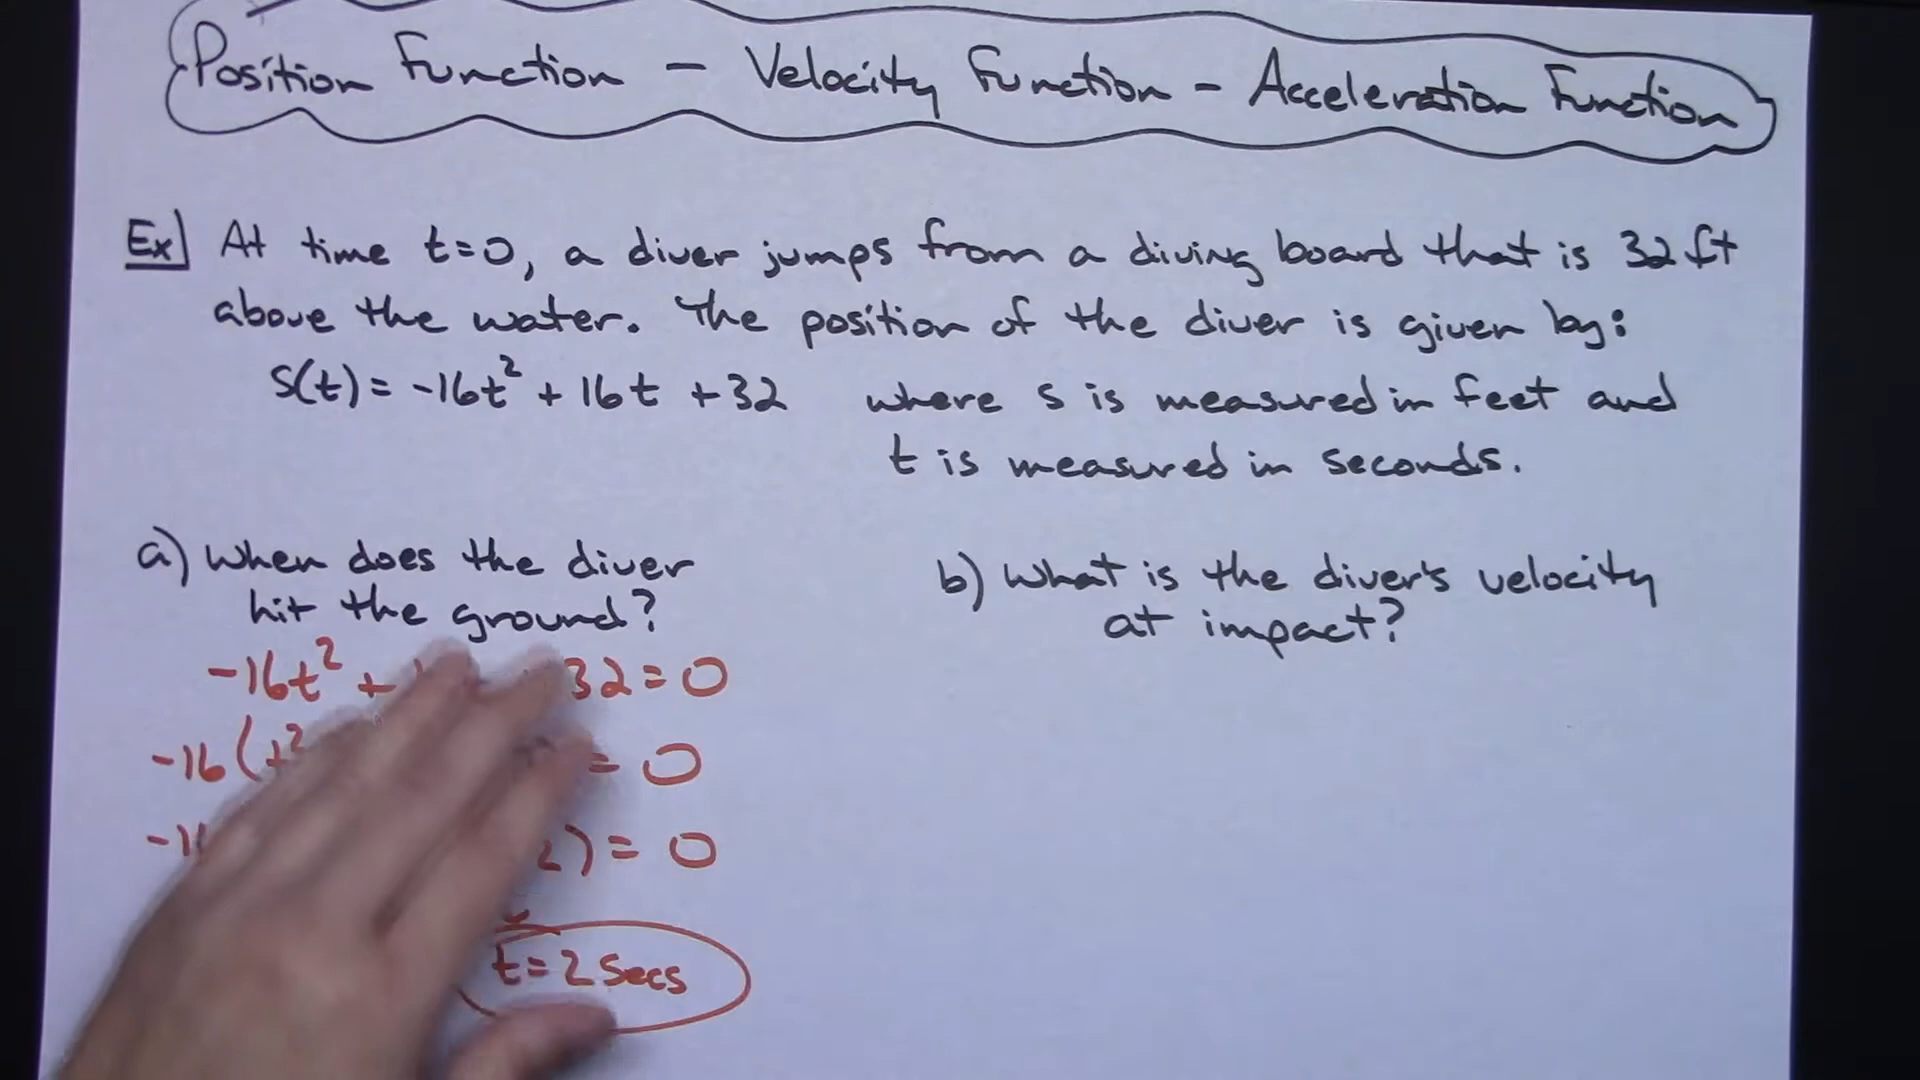 Position Function - Velocity Function - Acceleration Function
Ex At time t=0, a diver jumps from a diving board that is 32 ft
above the water. The position of the diver is given by:
S(t) = -16t² + 16t + 32 where s is measured in feet and
t is measured in seconds.
a) When does the diver
hit the ground?
-16t² + 32 = 0
-16(t² = 0
2) = 0
t = 2 secs
b) What is the diver's velocity
at impact?